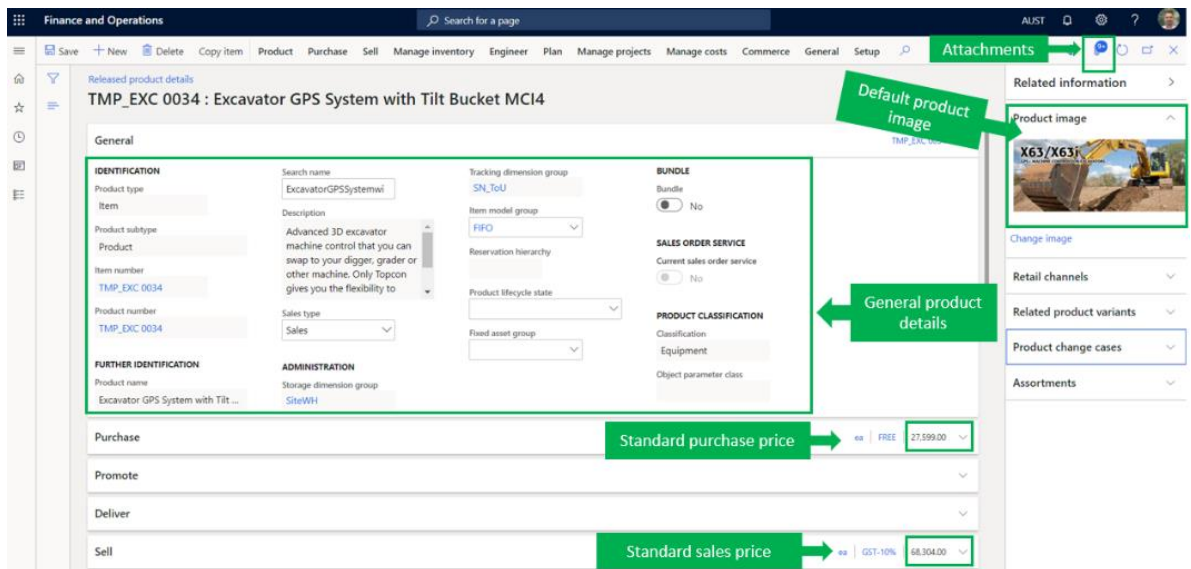 Finance and Operations
Search for a page
AUST
?
Save
New
Delete
Copy item
Product
Purchase
Sell
Manage inventory
Engineer
Plan
Manage projects
Manage costs
Commerce
General
Setup
Attachments
9+
Released product details
TMP_EXC 0034 : Excavator GPS System with Tilt Bucket MCI4
General
IDENTIFICATION
Product type
Item
Product subtype
Product
Item number
TMP_EXC 0034
Product number
TMP_EXC 0034
FURTHER IDENTIFICATION
Product name
Excavator GPS System with Tilt ...
Search name
ExcavatorGPSSystemwi
Description
Advanced 3D excavator
machine control that you can
swap to your digger, grader or
other machine. Only Topcon
gives you the flexibility to
Sales type
Sales
ADMINISTRATION
Storage dimension group
SiteWH
Tracking dimension group
SN_ToU
Item model group
FIFO
Reservation hierarchy
Product lifecycle state
Fixed asset group
BUNDLE
Bundle
No
SALES ORDER SERVICE
Current sales order service
No
PRODUCT CLASSIFICATION
Classification
Equipment
Object parameter class
Default product
image
General product
details
Purchase
Standard purchase price
ea
FREE
27,599.00
Promote
Deliver
Sell
Standard sales price
ea
GST-10%
68,304.00
Related information
Product image
X63/X63i
Change image
Retail channels
Related product variants
Product change cases
Assortments